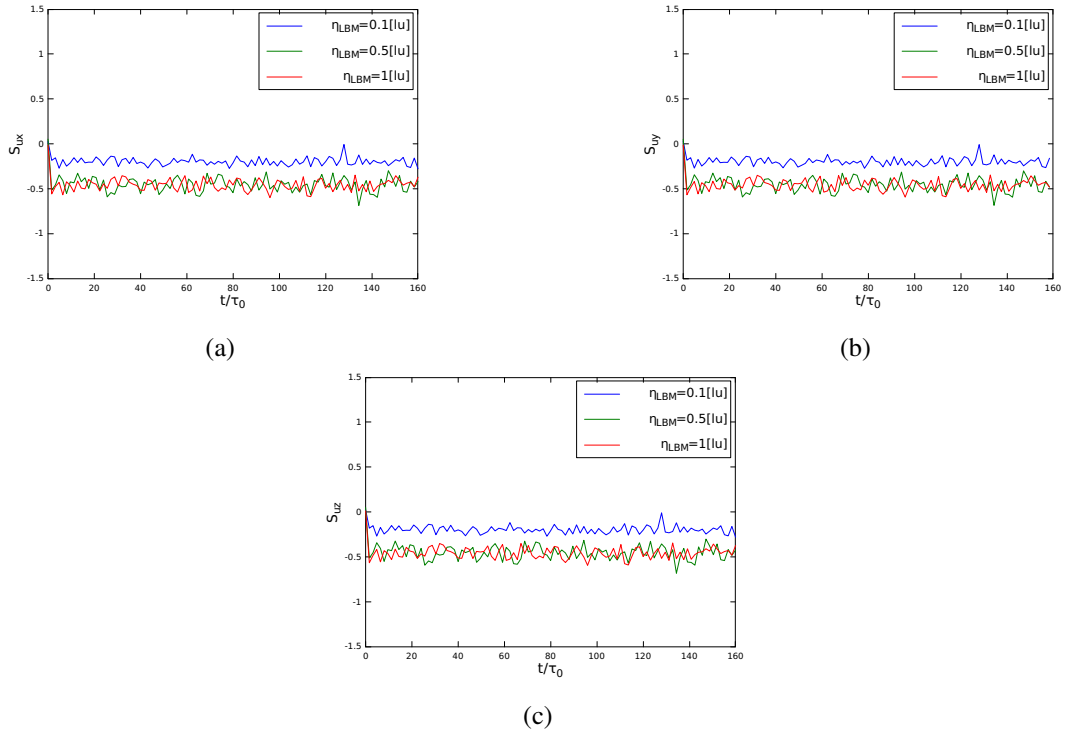 1.5
1
0.5
0
-0.5
-1
-1.5
S_ux
0 20 40 60 80 100 120 140 160
t/τ_0
η_LBM=0.1[lu]
η_LBM=0.5[lu]
η_LBM=1[lu]
(a)
1.5
1
0.5
0
-0.5
-1
-1.5
S_uy
0 20 40 60 80 100 120 140 160
t/τ_0
η_LBM=0.1[lu]
η_LBM=0.5[lu]
η_LBM=1[lu]
(b)
1.5
1
0.5
0
-0.5
-1
-1.5
S_uz
0 20 40 60 80 100 120 140 160
t/τ_0
η_LBM=0.1[lu]
η_LBM=0.5[lu]
η_LBM=1[lu]
(c)